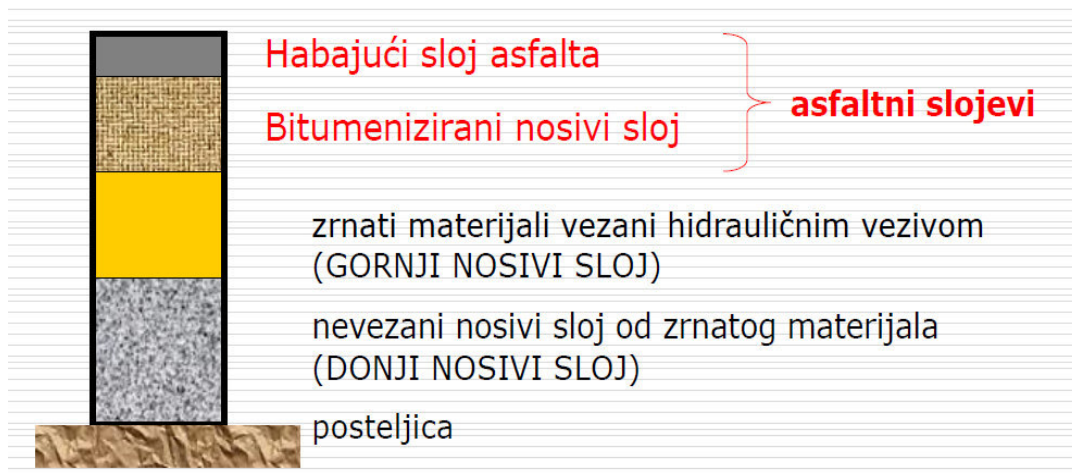 Habajući sloj asfalta
Bitumenizirani nosivi sloj
asfaltni slojevi
zrnati materijali vezani hidrauličnim vezivom
(GORNJI NOSIVI SLOJ)
nevezani nosivi sloj od zrnatog materijala
(DONJI NOSIVI SLOJ)
posteljica